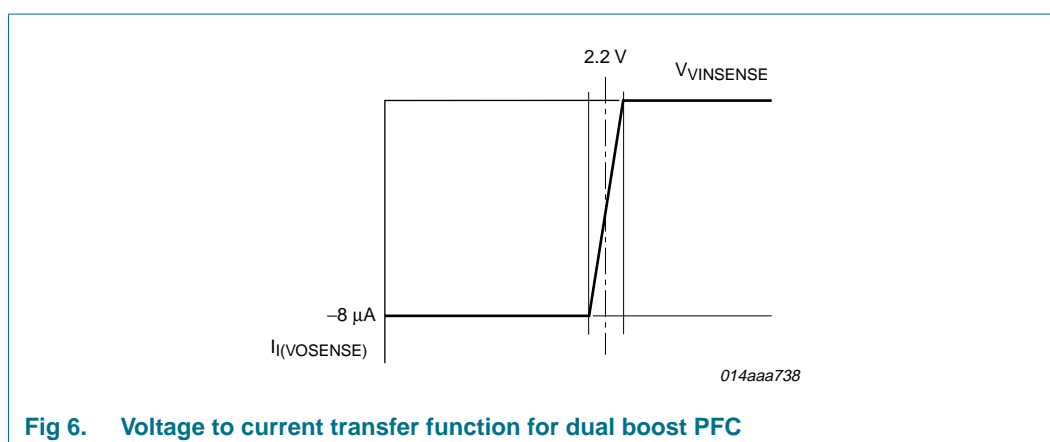 2.2 V
VVINSENSE
−8 μA
II(VOSENSE)
014aaa738
Fig 6. Voltage to current transfer function for dual boost PFC